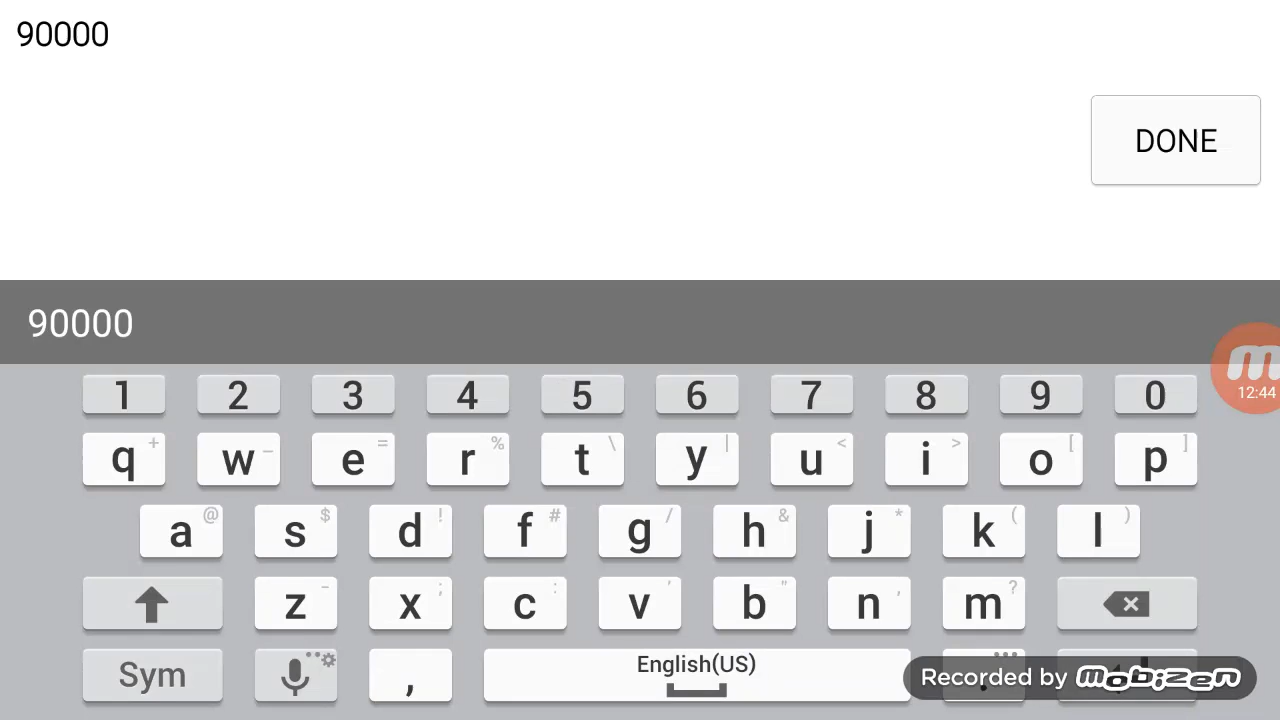 90000
DONE
90000
12:44
1 2 3 4 5 6 7 8 9 0
q + w _ e = r % t \ y | u < i > o [ p ]
a @ s $ d ! f # g / h & j * k ( l )
z - x ; c : v ' b " n , m ?
Sym , English(US) .
Recorded by mobizen